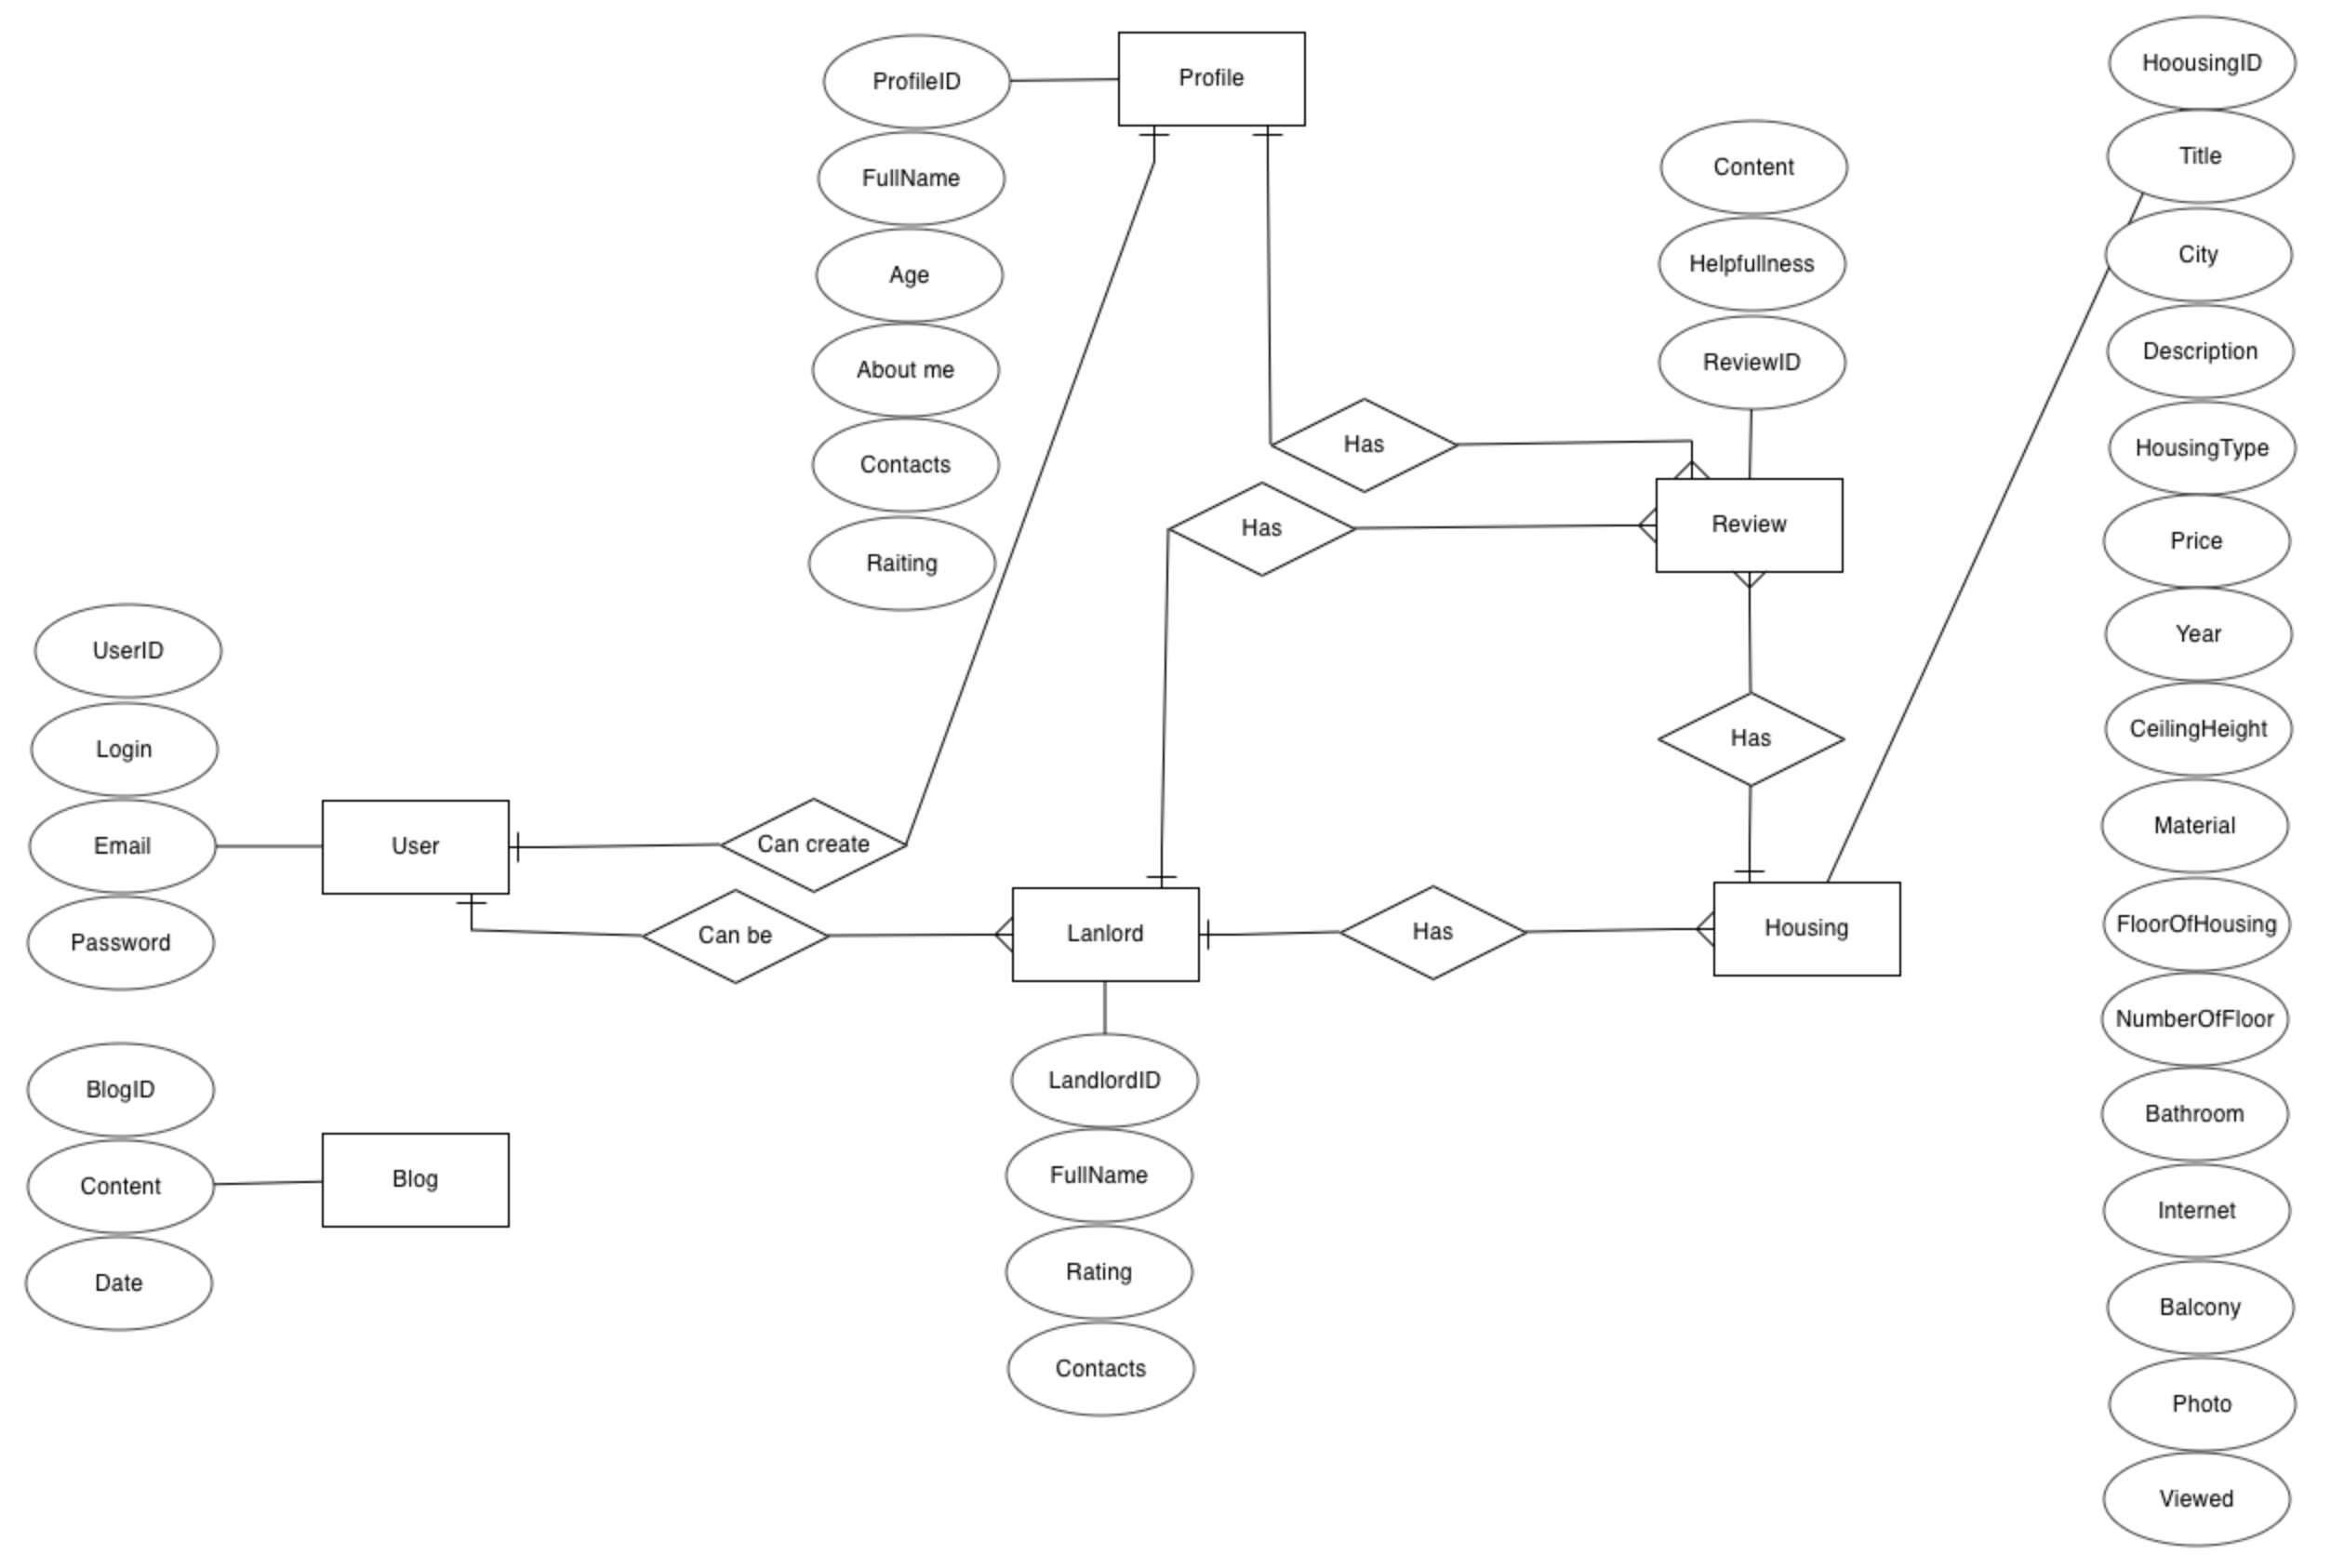 Profile
ProfileID
FullName
Age
About me
Contacts
Raiting
Content
Helpfullness
ReviewID
Has
Has
Review
Has
HoousingID
Title
City
Description
HousingType
Price
Year
CeilingHeight
Material
FloorOfHousing
NumberOfFloor
Bathroom
Internet
Balcony
Photo
Viewed
UserID
Login
Email
Password
User
Can create
Can be
Lanlord
Has
Housing
LandlordID
FullName
Rating
Contacts
BlogID
Content
Date
Blog